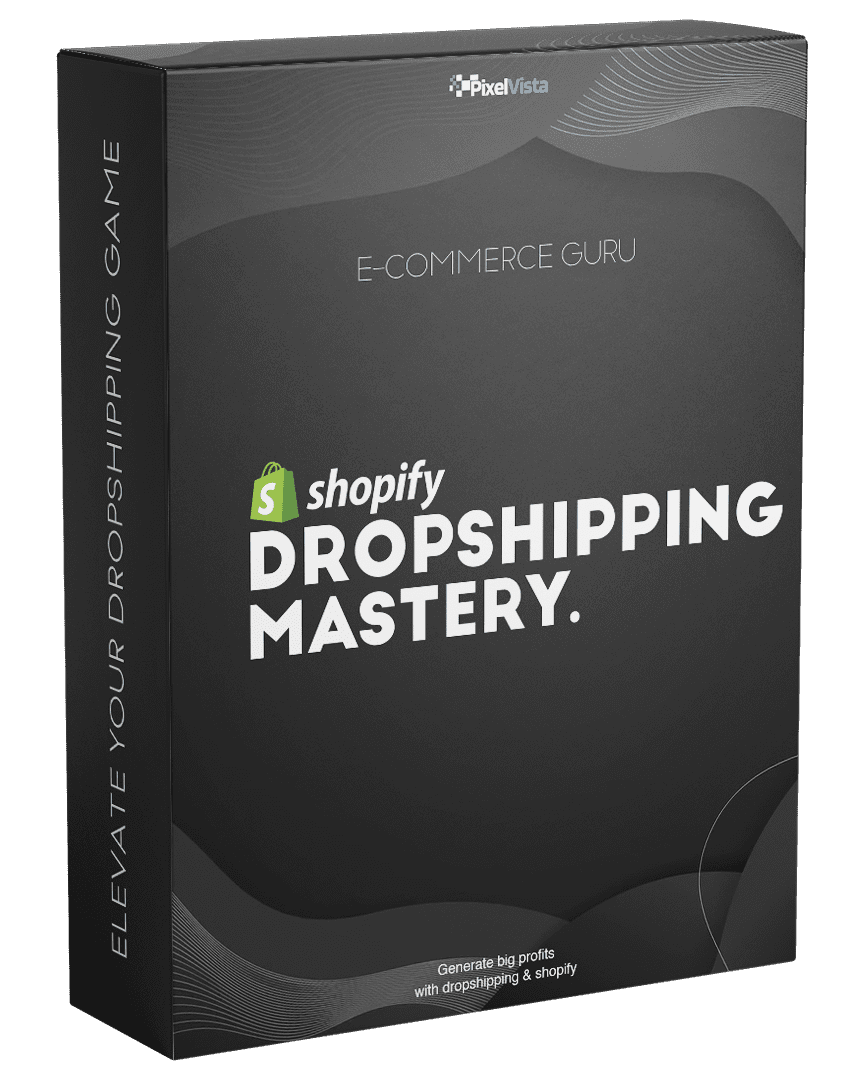 PixelVista
E-COMMERCE GURU
shopify
DROPSHIPPING
MASTERY.
Generate big profits
with dropshipping & shopify
ELEVATE YOUR DROPSHIPPING GAME